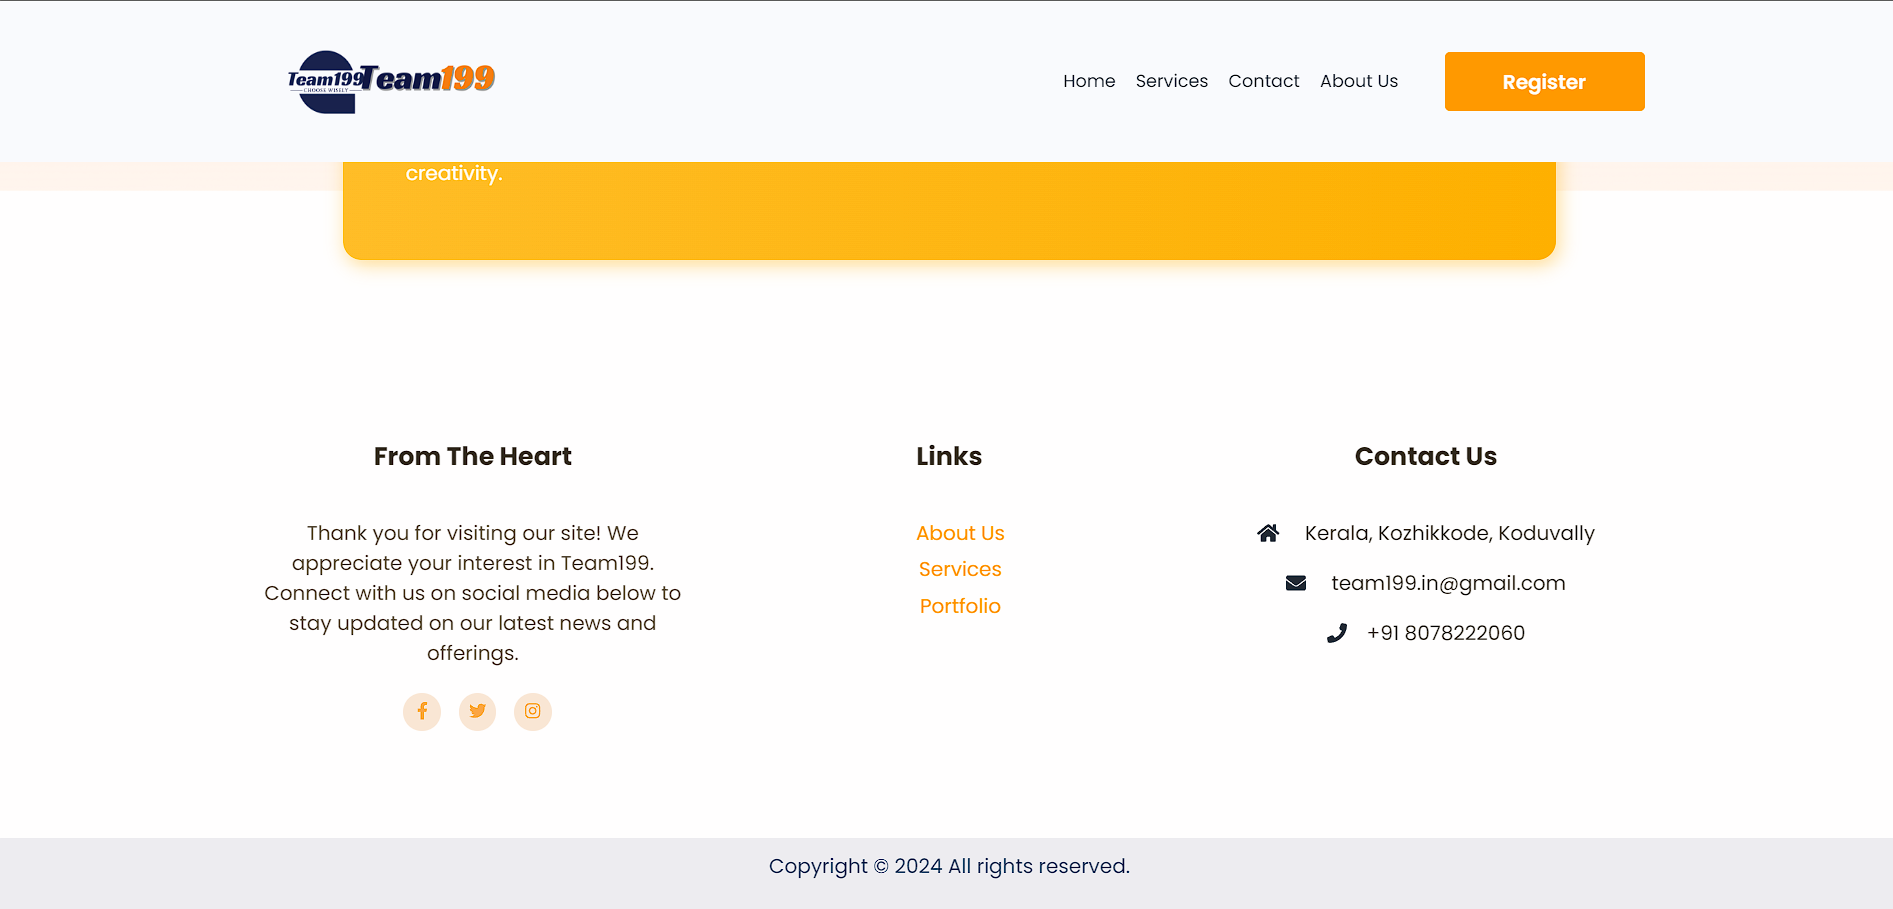 Team199
CHOOSE WISELY
Team199
Home Services Contact About Us Register
creativity.
From The Heart
Thank you for visiting our site! We
appreciate your interest in Team199.
Connect with us on social media below to
stay updated on our latest news and
offerings.
Links
About Us
Services
Portfolio
Contact Us
Kerala, Kozhikkode, Koduvally
team199.in@gmail.com
+91 8078222060
Copyright © 2024 All rights reserved.